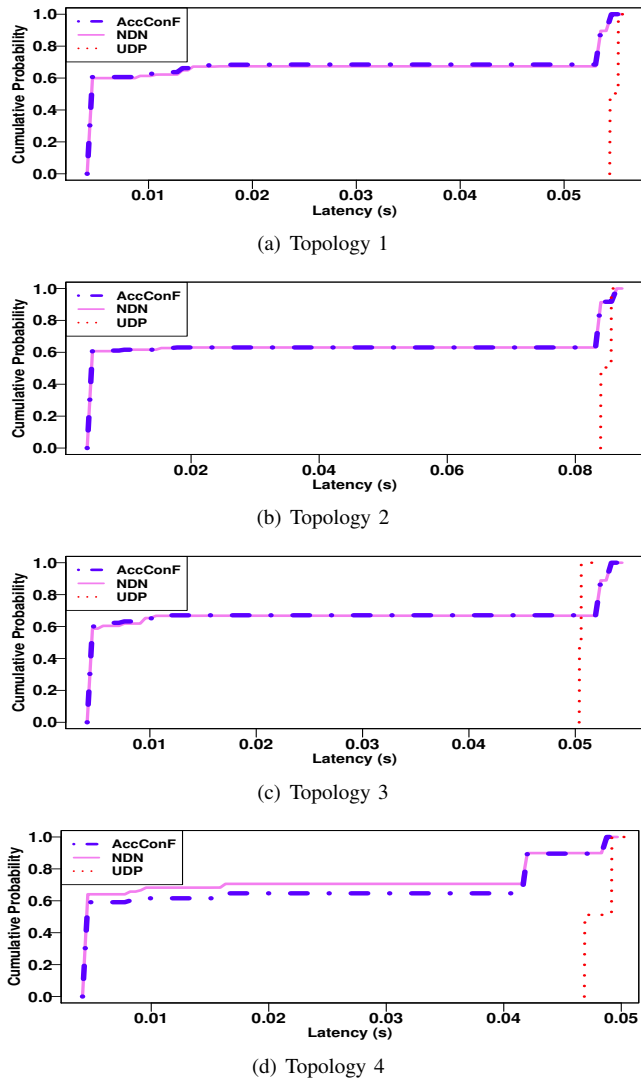 AccConF
NDN
UDP
Cumulative Probability
1.0
0.8
0.6
0.4
0.2
0.0
0.01
0.02
0.03
0.04
0.05
Latency (s)
(a) Topology 1
AccConF
NDN
UDP
Cumulative Probability
1.0
0.8
0.6
0.4
0.2
0.0
0.02
0.04
0.06
0.08
Latency (s)
(b) Topology 2
AccConF
NDN
UDP
Cumulative Probability
1.0
0.8
0.6
0.4
0.2
0.0
0.01
0.02
0.03
0.04
0.05
Latency (s)
(c) Topology 3
AccConF
NDN
UDP
Cumulative Probability
1.0
0.8
0.6
0.4
0.2
0.0
0.01
0.02
0.03
0.04
0.05
Latency (s)
(d) Topology 4